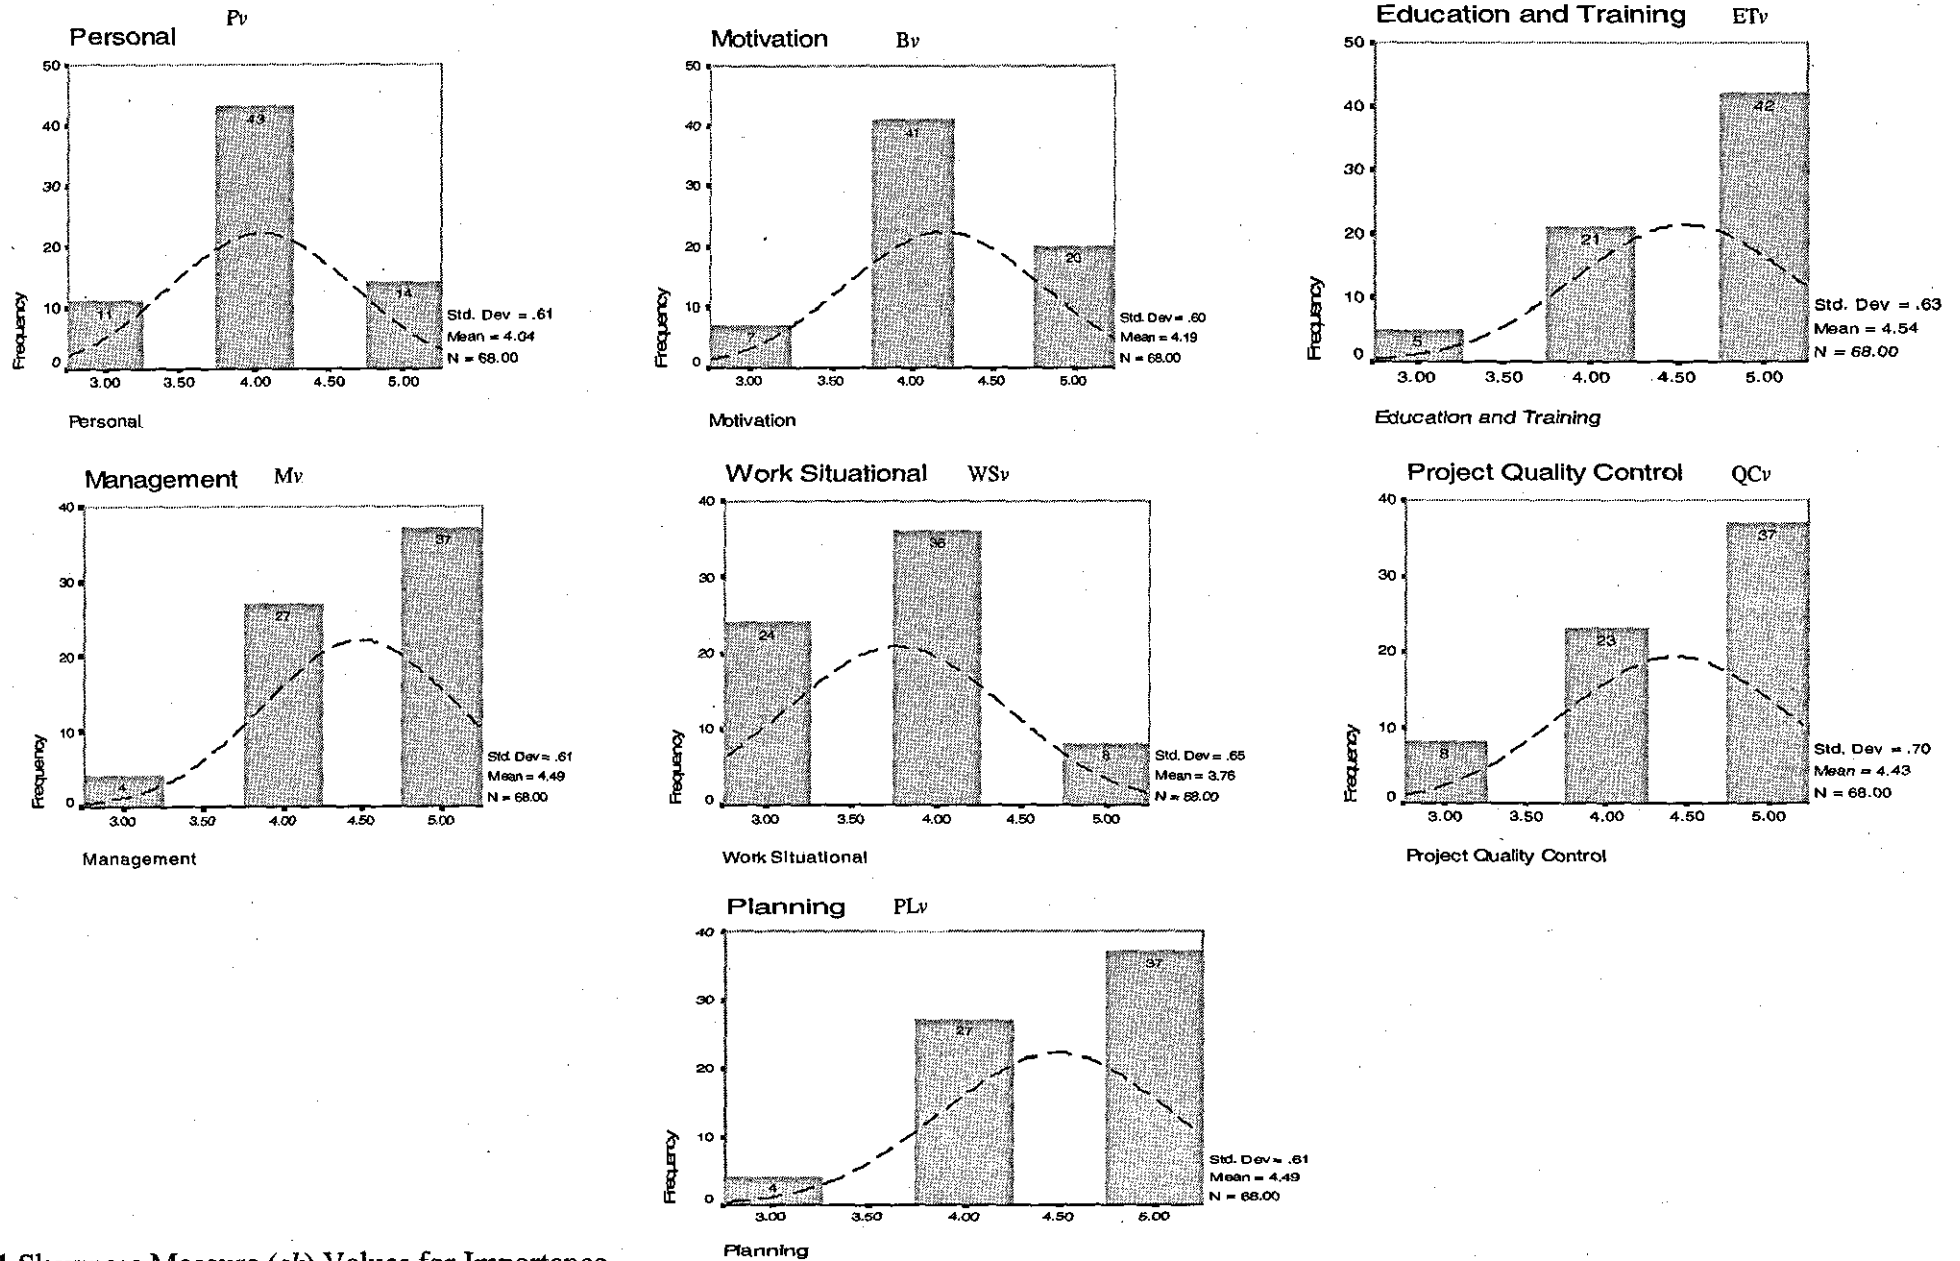 Personal Pv
50
40
30
20
10
0
Frequency
11
43
14
Std. Dev = .61
Mean = 4.04
N = 68.00
3.00 3.50 4.00 4.50 5.00
Personal
Motivation Bv
50
40
30
20
10
0
Frequency
7
41
20
Std. Dev = .60
Mean = 4.19
N = 68.00
3.00 3.50 4.00 4.50 5.00
Motivation
Education and Training ETv
50
40
30
20
10
0
Frequency
5
21
42
Std. Dev = .63
Mean = 4.54
N = 68.00
3.00 3.50 4.00 4.50 5.00
Education and Training
Management Mv
40
30
20
10
0
Frequency
4
27
37
Std. Dev = .61
Mean = 4.49
N = 68.00
3.00 3.50 4.00 4.50 5.00
Management
Work Situational WSv
40
30
20
10
0
Frequency
24
36
8
Std. Dev = .65
Mean = 3.76
N = 68.00
3.00 3.50 4.00 4.50 5.00
Work Situational
Project Quality Control QCv
40
30
20
10
0
Frequency
8
23
37
Std. Dev = .70
Mean = 4.43
N = 68.00
3.00 3.50 4.00 4.50 5.00
Project Quality Control
Planning PLv
40
30
20
10
0
Frequency
4
27
37
Std. Dev = .61
Mean = 4.49
N = 68.00
3.00 3.50 4.00 4.50 5.00
Planning
Skewness Measure (sk) Values for Importance